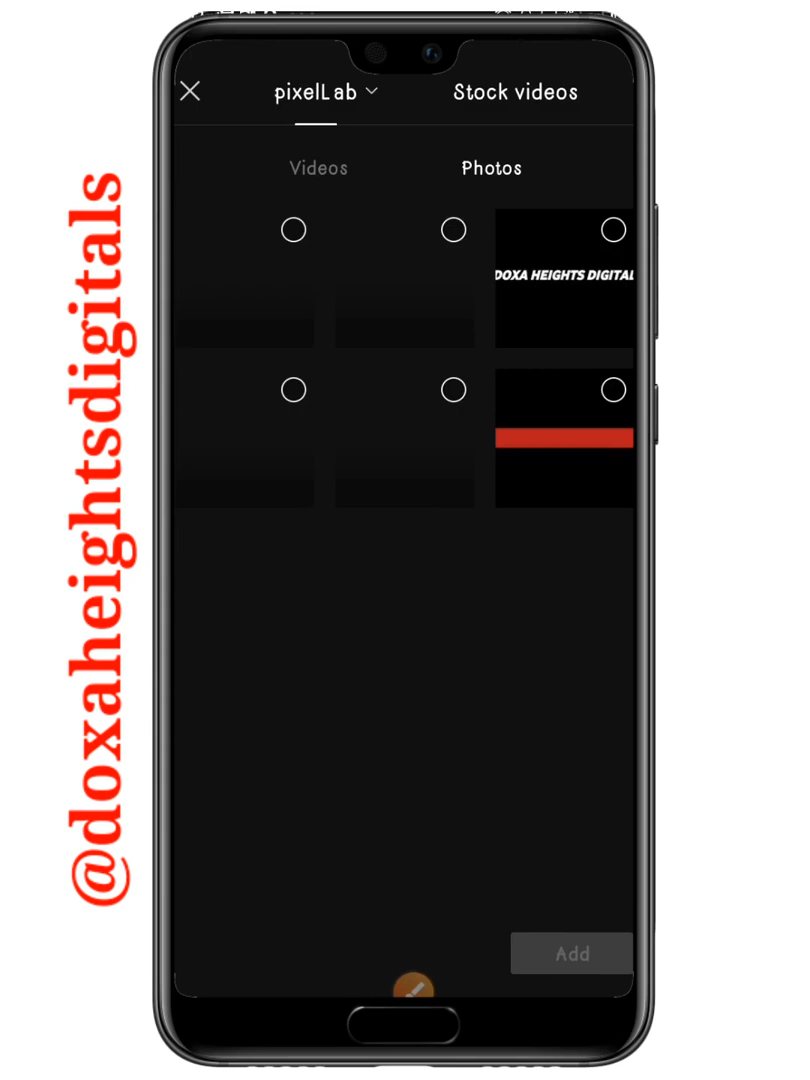 @doxaheightsdigitals
pixelLab
Stock videos
Videos
Photos
DOXA HEIGHTS DIGITAL
Add